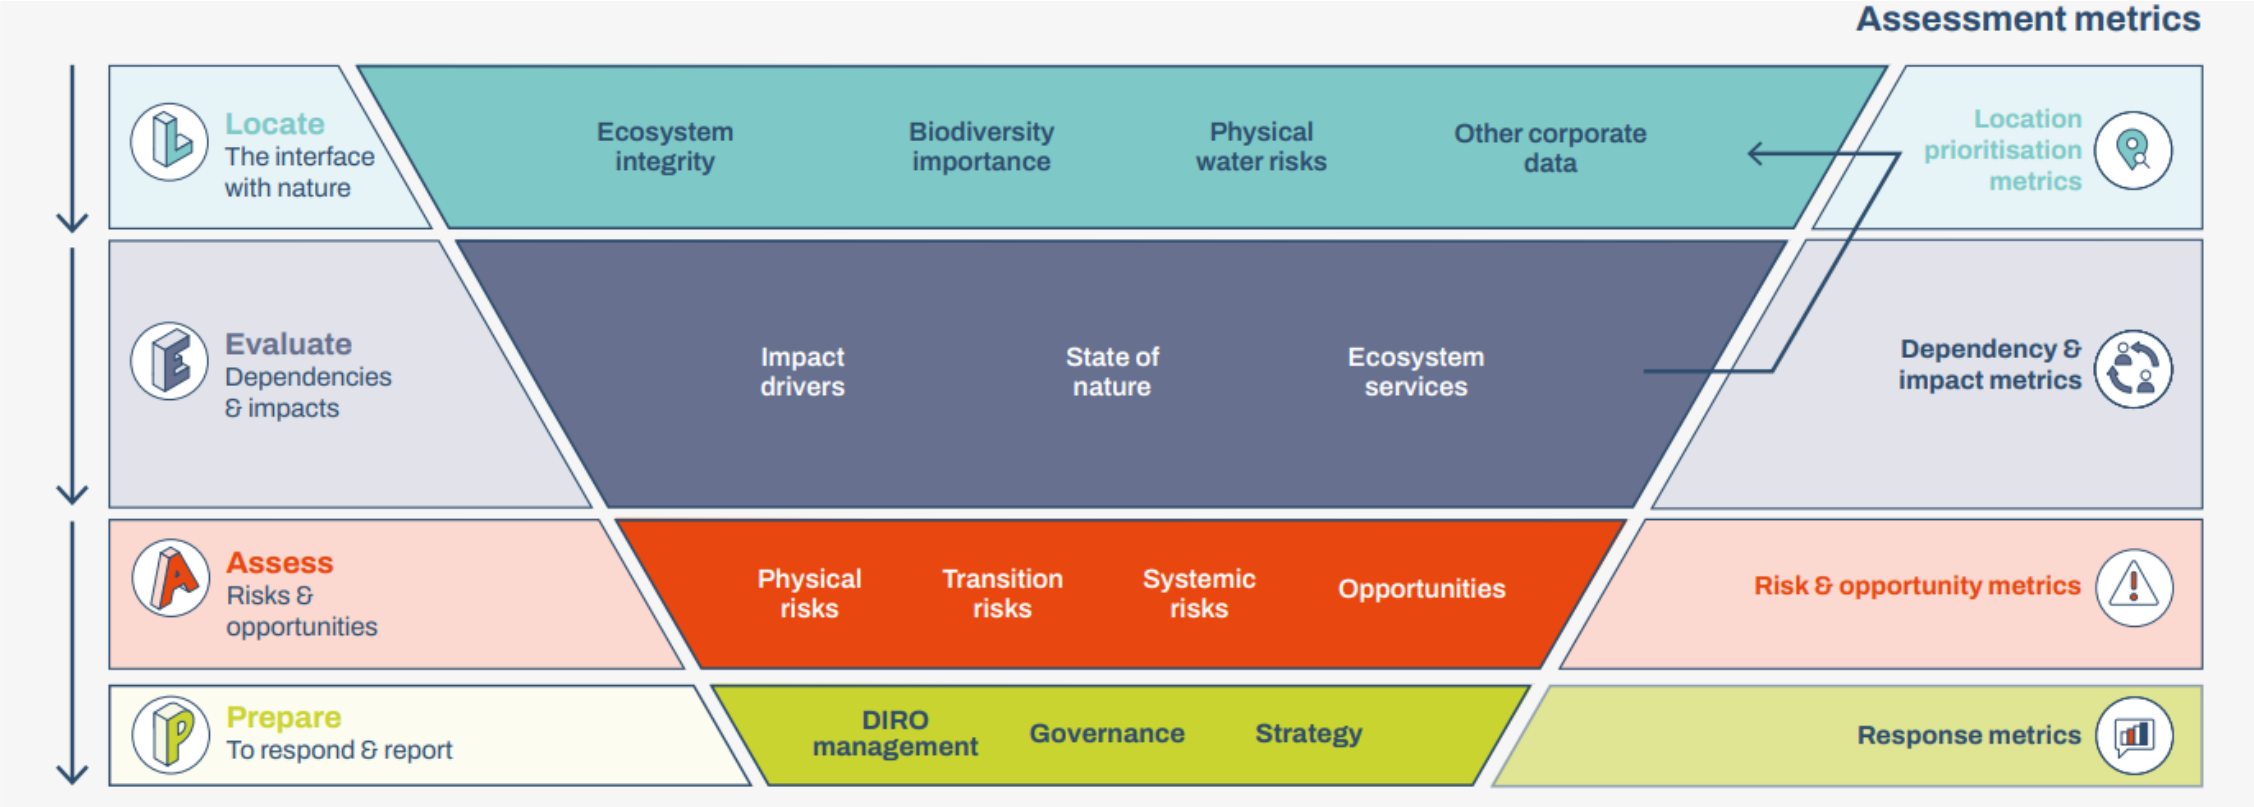 Assessment metrics
L
Locate
The interface
with nature
Ecosystem
integrity
Biodiversity
importance
Physical
water risks
Other corporate
data
Location
prioritisation
metrics
E
Evaluate
Dependencies
& impacts
Impact
drivers
State of
nature
Ecosystem
services
Dependency &
impact metrics
A
Assess
Risks &
opportunities
Physical
risks
Transition
risks
Systemic
risks
Opportunities
Risk & opportunity metrics
P
Prepare
To respond & report
DIRO
management
Governance
Strategy
Response metrics